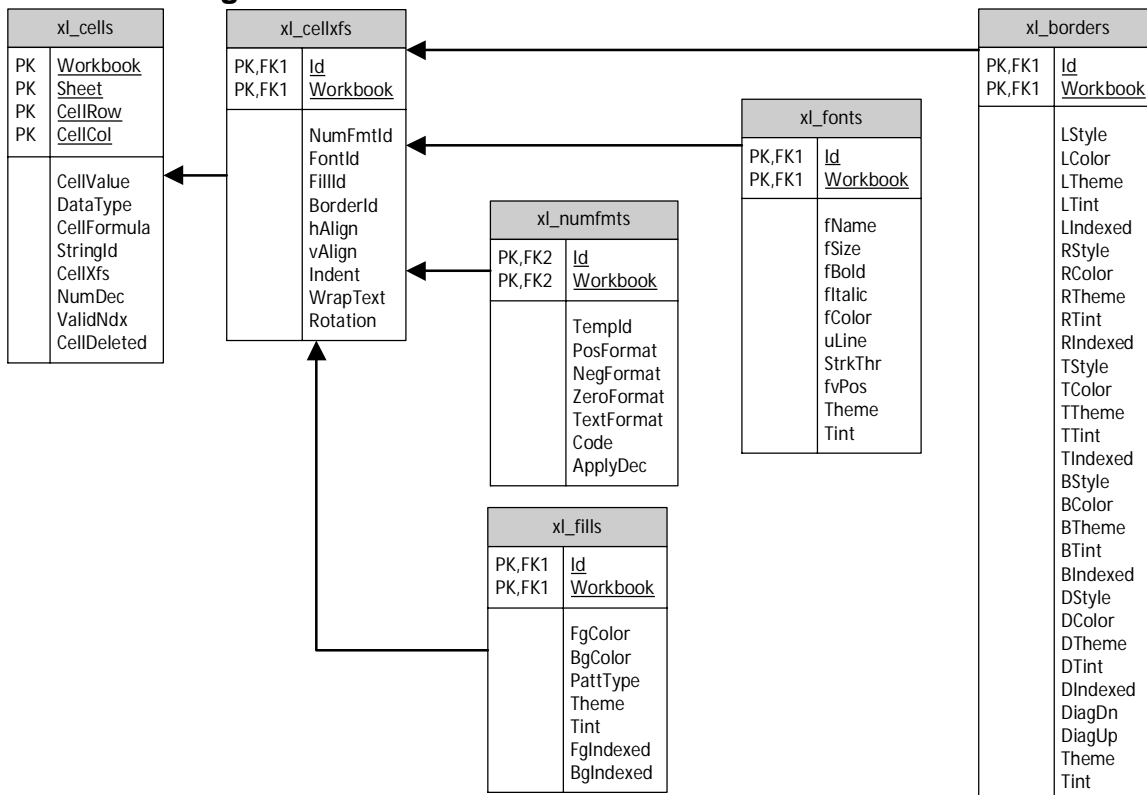 xl_cells
PK Workbook
PK Sheet
PK CellRow
PK CellCol
CellValue
DataType
CellFormula
StringId
CellXfs
NumDec
ValidNdx
CellDeleted
xl_cellxfs
PK,FK1 Id
PK,FK1 Workbook
NumFmtId
FontId
FillId
BorderId
hAlign
vAlign
Indent
WrapText
Rotation
xl_numfmts
PK,FK2 Id
PK,FK2 Workbook
TempId
PosFormat
NegFormat
ZeroFormat
TextFormat
Code
ApplyDec
xl_fills
PK,FK1 Id
PK,FK1 Workbook
FgColor
BgColor
PattType
Theme
Tint
FgIndexed
BgIndexed
xl_fonts
PK,FK1 Id
PK,FK1 Workbook
fName
fSize
fBold
fItalic
fColor
uLine
StrkThr
fvPos
Theme
Tint
xl_borders
PK,FK1 Id
PK,FK1 Workbook
LStyle
LColor
LTheme
LTint
LIndexed
RStyle
RColor
RTheme
RTint
RIndexed
TStyle
TColor
TTheme
TTint
TIndexed
BStyle
BColor
BTheme
BTint
BIndexed
DStyle
DColor
DTheme
DTint
DIndexed
DiagDn
DiagUp
Theme
Tint